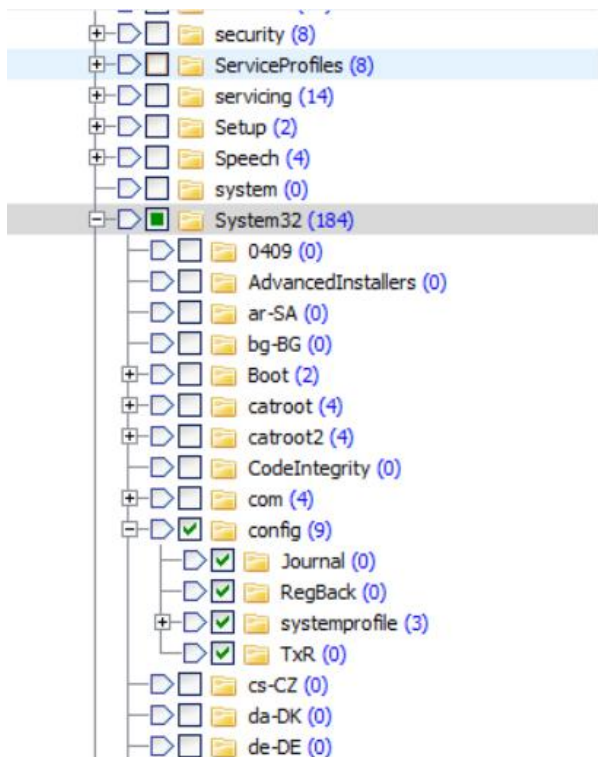 security (8)
ServiceProfiles (8)
servicing (14)
Setup (2)
Speech (4)
system (0)
System32 (184)
0409 (0)
AdvancedInstallers (0)
ar-SA (0)
bg-BG (0)
Boot (2)
catroot (4)
catroot2 (4)
CodeIntegrity (0)
com (4)
config (9)
Journal (0)
RegBack (0)
systemprofile (3)
TxR (0)
cs-CZ (0)
da-DK (0)
de-DE (0)